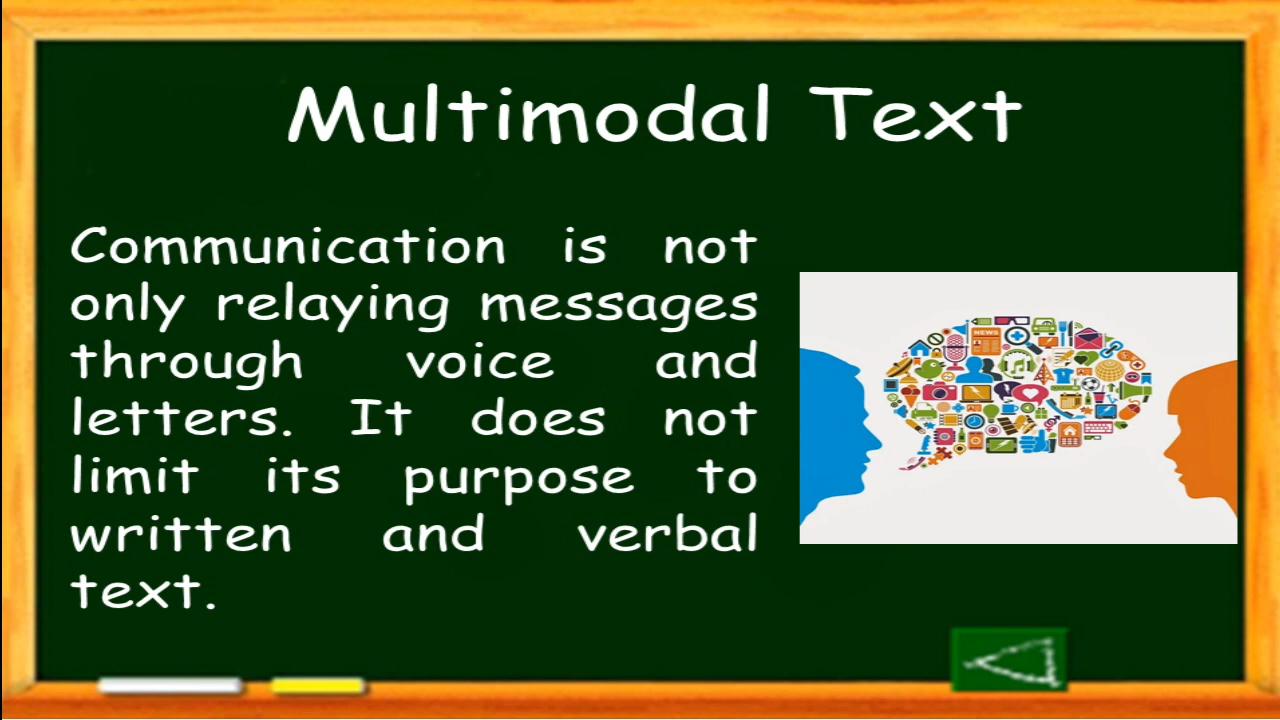 Multimodal Text
Communication is not
only relaying messages
through voice and
letters. It does not
limit its purpose to
written and verbal
text.
NEWS